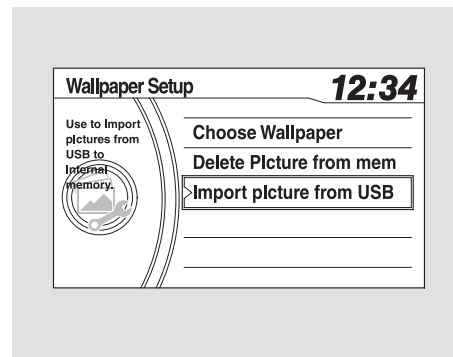 Wallpaper Setup
12:34
Use to Import
pictures from
USB to
Internal
memory.
Choose Wallpaper
Delete Picture from mem
Import picture from USB